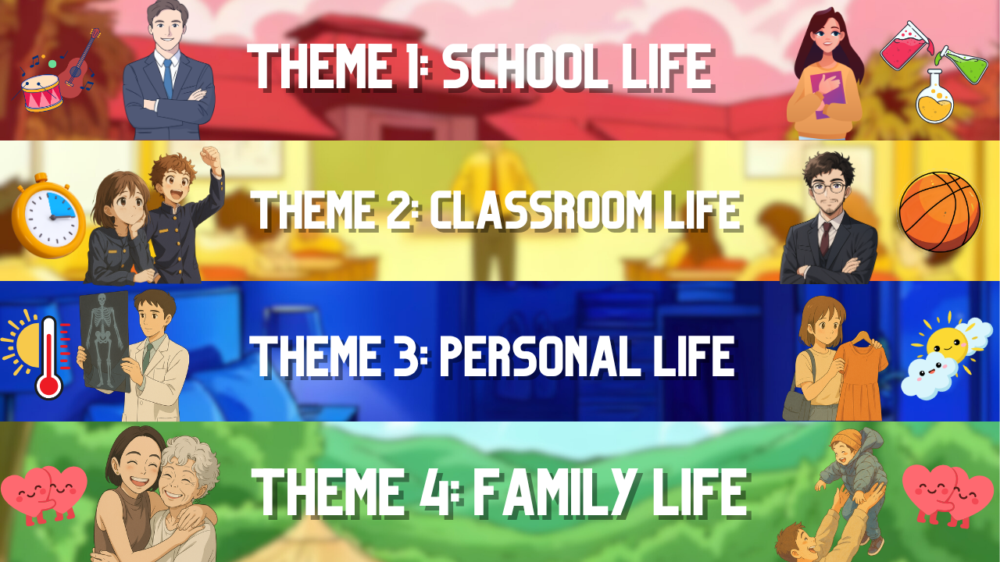 THEME 1: SCHOOL LIFE
THEME 2: CLASSROOM LIFE
THEME 3: PERSONAL LIFE
THEME 4: FAMILY LIFE